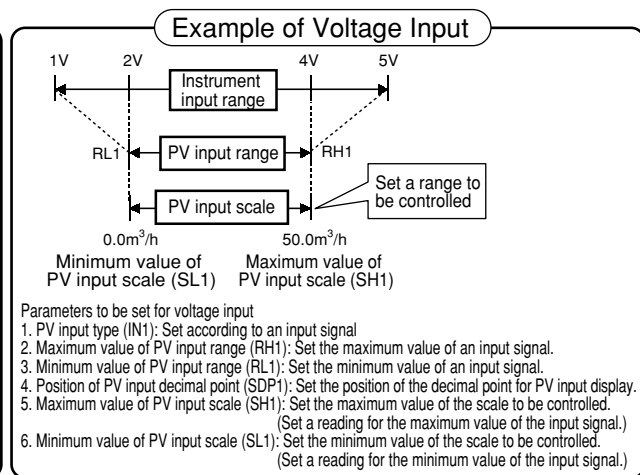 Example of Voltage Input
1V 2V 4V 5V
Instrument
input range
RL1 PV input range RH1
PV input scale
Set a range to
be controlled
0.0m³/h 50.0m³/h
Minimum value of Maximum value of
PV input scale (SL1) PV input scale (SH1)
Parameters to be set for voltage input
1. PV input type (IN1): Set according to an input signal
2. Maximum value of PV input range (RH1): Set the maximum value of an input signal.
3. Minimum value of PV input range (RL1): Set the minimum value of an input signal.
4. Position of PV input decimal point (SDP1): Set the position of the decimal point for PV input display.
5. Maximum value of PV input scale (SH1): Set the maximum value of the scale to be controlled.
(Set a reading for the maximum value of the input signal.)
6. Minimum value of PV input scale (SL1): Set the minimum value of the scale to be controlled.
(Set a reading for the minimum value of the input signal.)